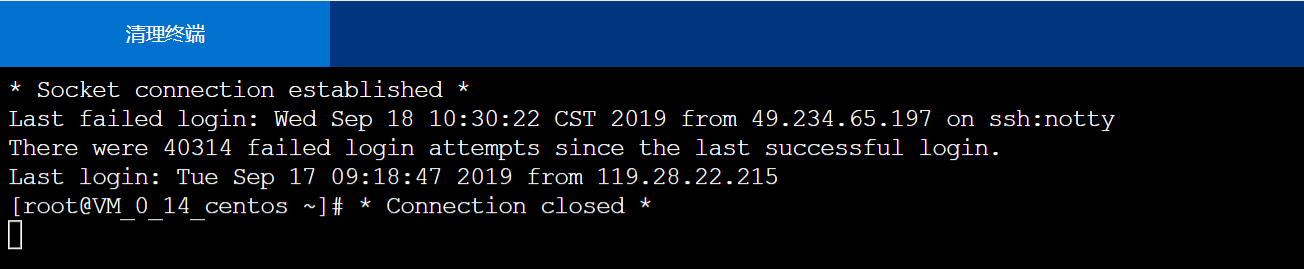 清理终端
* Socket connection established *
Last failed login: Wed Sep 18 10:30:22 CST 2019 from 49.234.65.197 on ssh:notty
There were 40314 failed login attempts since the last successful login.
Last login: Tue Sep 17 09:18:47 2019 from 119.28.22.215
[root@VM_0_14_centos ~]# * Connection closed *